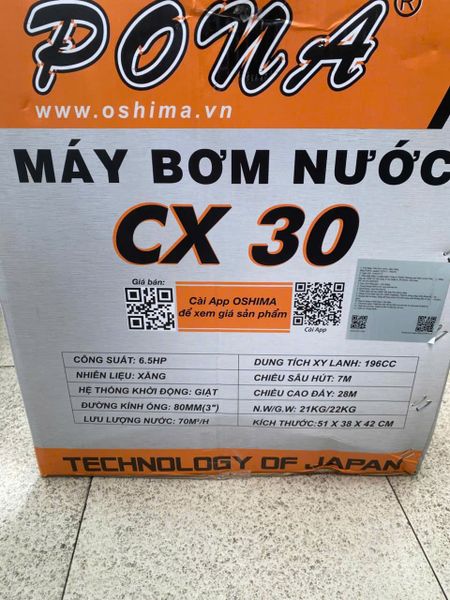 PONA®
www.oshima.vn
MÁY BƠM NƯỚC
CX 30
Giá bán:
Cài App OSHIMA
để xem giá sản phẩm
Cài App
CÔNG SUẤT: 6.5HP
DUNG TÍCH XY LANH: 196CC
NHIÊN LIỆU: XĂNG
CHIỀU SÂU HÚT: 7M
HỆ THỐNG KHỞI ĐỘNG: GIẬT
CHIỀU CAO ĐẨY: 28M
ĐƯỜNG KÍNH ỐNG: 80MM(3")
N.W/G.W: 21KG/22KG
LƯU LƯỢNG NƯỚC: 70M³/H
KÍCH THƯỚC:51 X 38 X 42 CM
TECHNOLOGY OF JAPAN